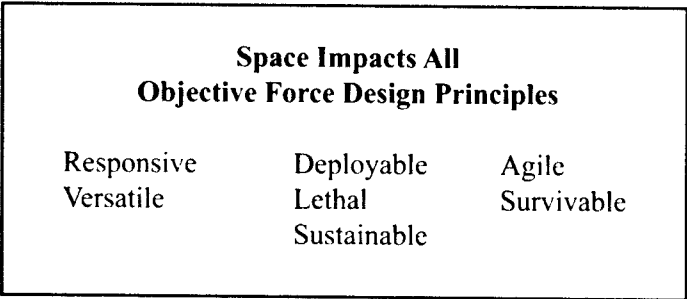 Space Impacts All
Objective Force Design Principles
Responsive Deployable Agile
Versatile Lethal Survivable
Sustainable